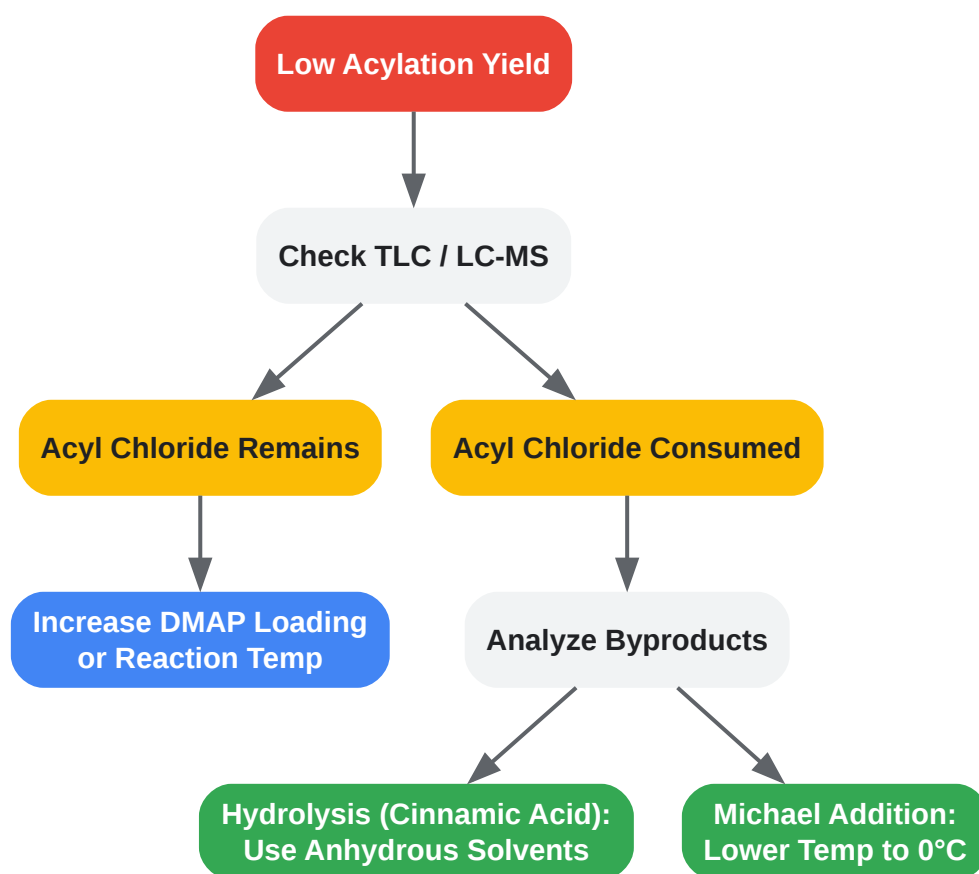 Low Acylation Yield
Check TLC / LC-MS
Acyl Chloride Remains
Acyl Chloride Consumed
Increase DMAP Loading
or Reaction Temp
Analyze Byproducts
Hydrolysis (Cinnamic Acid):
Use Anhydrous Solvents
Michael Addition:
Lower Temp to 0°C